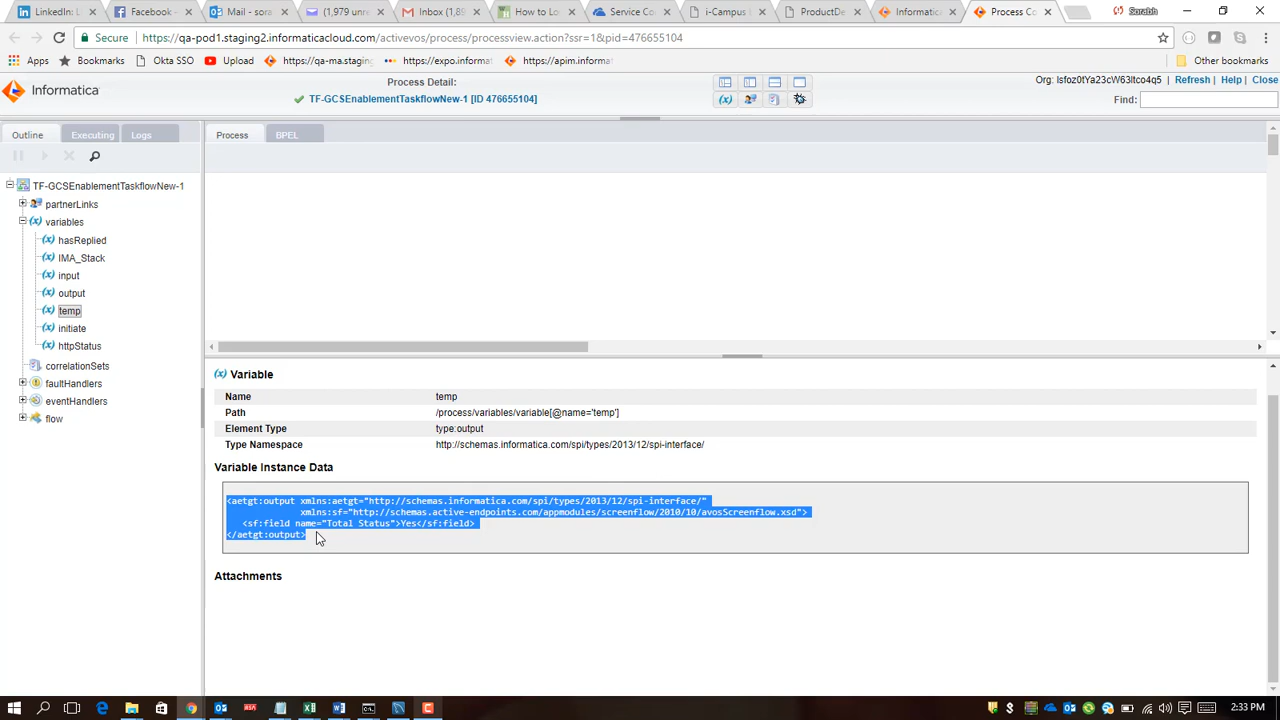 LinkedIn: L
Facebook -
Mail - sora
(1,979 unre
Inbox (1,89
How to Lo
Service Co
i-Campus
ProductDe
Informatic
Process Co
Sorabh
Secure
https://qa-pod1.staging2.informaticacloud.com/activevos/process/processview.action?ssr=1&pid=476655104
Apps
Bookmarks
Okta SSO
Upload
https://qa-ma.staging
https://expo.informat
https://apim.informat
Other bookmarks
Informatica
Process Detail:
TF-GCSEnablementTaskflowNew-1 [ID 476655104]
Refresh | Help | Close
Find:
Outline
Executing
Logs
Process
BPEL
TF-GCSEnablementTaskflowNew-1
partnerLinks
variables
(x) hasReplied
(x) IMA_Stack
(x) input
(x) output
(x) temp
(x) initiate
(x) httpStatus
correlationSets
faultHandlers
eventHandlers
flow
(x) Variable
Name temp
Path /process/variables/variable[@name='temp']
Element Type type:output
Type Namespace http://schemas.informatica.com/spi/types/2013/12/spi-interface/
Variable Instance Data
<aetgt:output xmlns:aetgt="http://schemas.informatica.com/spi/types/2013/12/spi-interface/"
xmlns:sf="http://schemas.active-endpoints.com/appmodules/screenflow/2010/10/avosScreenflow.xsd">
<sf:field name="Total Status">Yes</sf:field>
</aetgt:output>
Attachments
2:33 PM